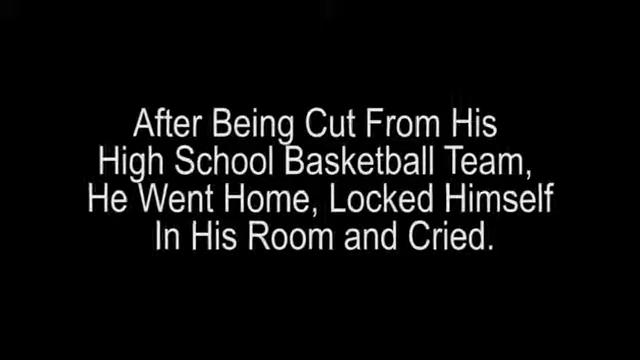 After Being Cut From His
High School Basketball Team,
He Went Home, Locked Himself
In His Room and Cried.